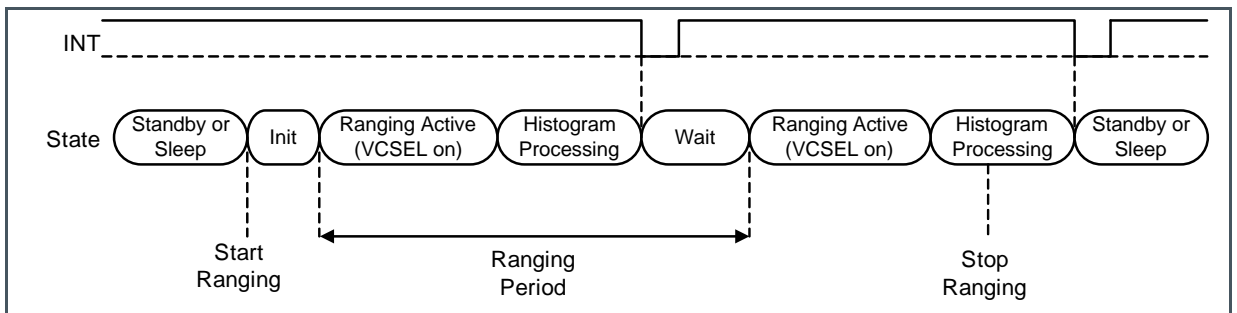 INT
State
Standby or
Sleep
Init
Ranging Active
(VCSEL on)
Histogram
Processing
Wait
Ranging Active
(VCSEL on)
Histogram
Processing
Standby or
Sleep
Start
Ranging
Ranging
Period
Stop
Ranging